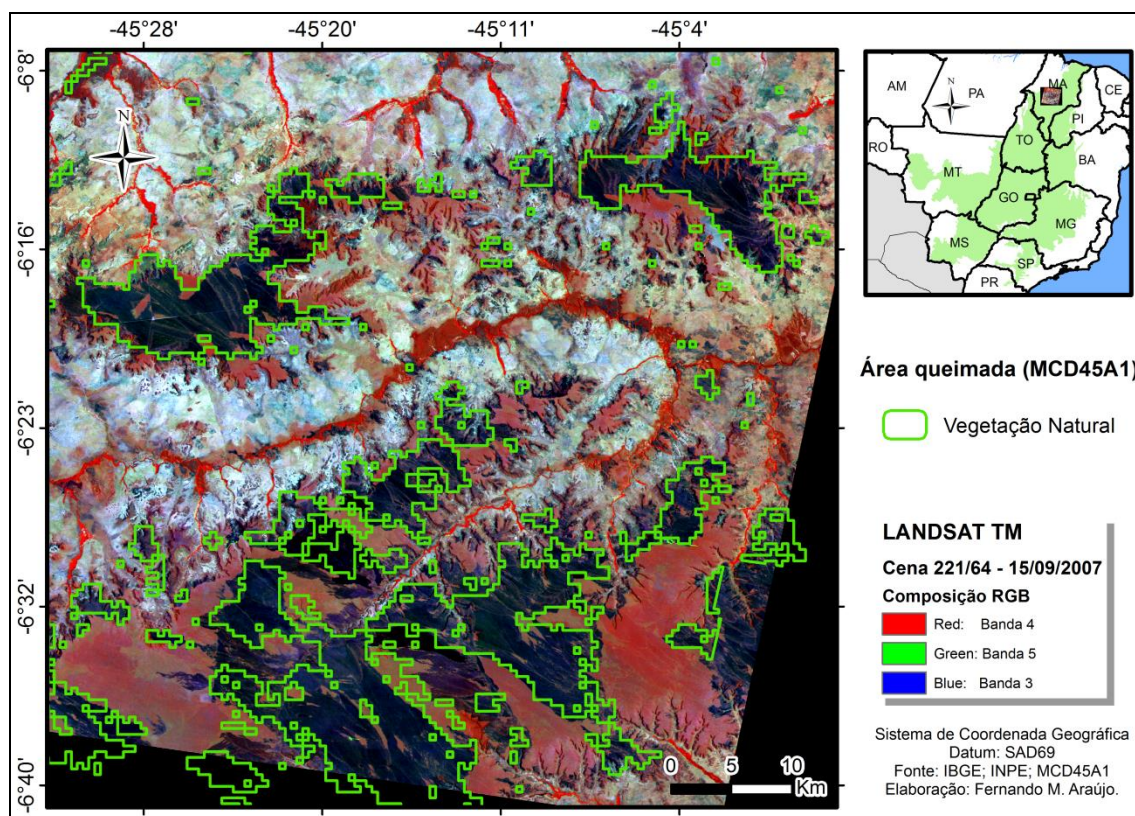 -45°28' -45°20' -45°11' -45°4'
-6°8'
-6°16'
-6°23'
-6°32'
-6°40'
N
0 5 10
Km
AM
N
PA
MA
CE
PI
TO
RO
BA
MT
GO
MG
MS
SP
PR
Área queimada (MCD45A1)
Vegetação Natural
LANDSAT TM
Cena 221/64 - 15/09/2007
Composição RGB
Red: Banda 4
Green: Banda 5
Blue: Banda 3
Sistema de Coordenada Geográfica
Datum: SAD69
Fonte: IBGE; INPE; MCD45A1
Elaboração: Fernando M. Araújo.